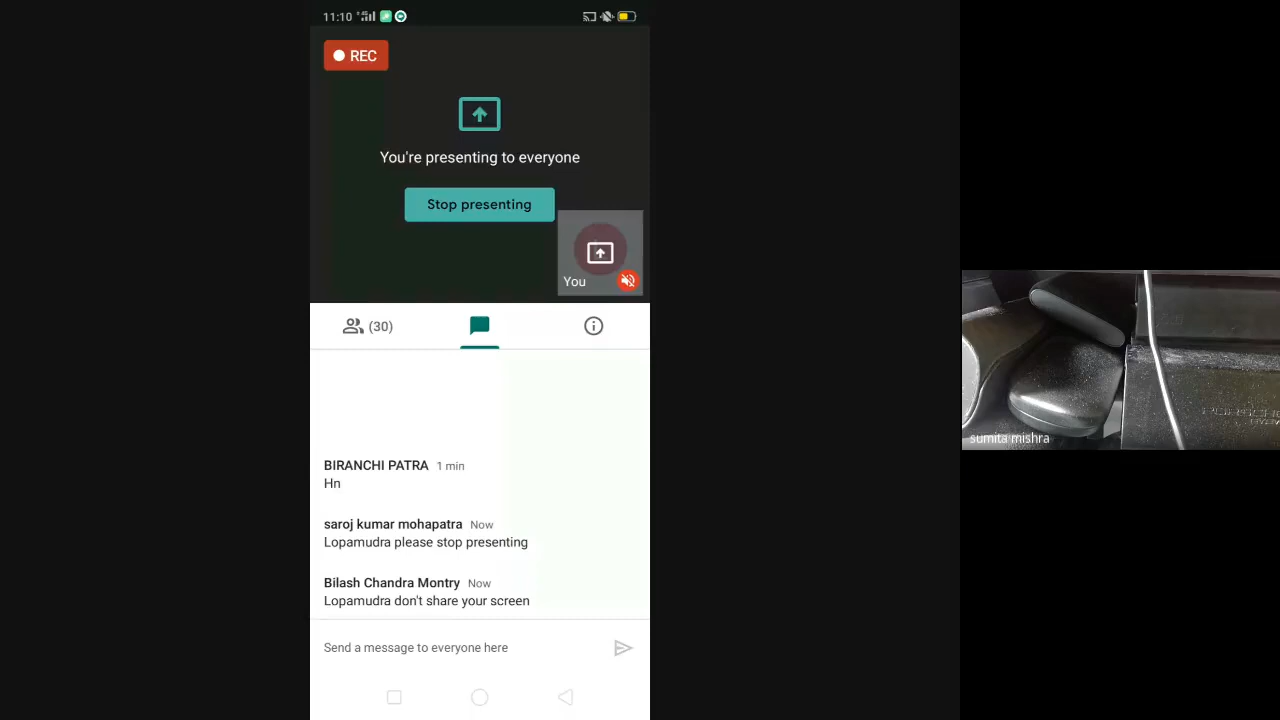 11:10
REC
You're presenting to everyone
Stop presenting
You
(30)
BIRANCHI PATRA 1 min
Hn
saroj kumar mohapatra Now
Lopamudra please stop presenting
Bilash Chandra Montry Now
Lopamudra don't share your screen
Send a message to everyone here
sumita mishra